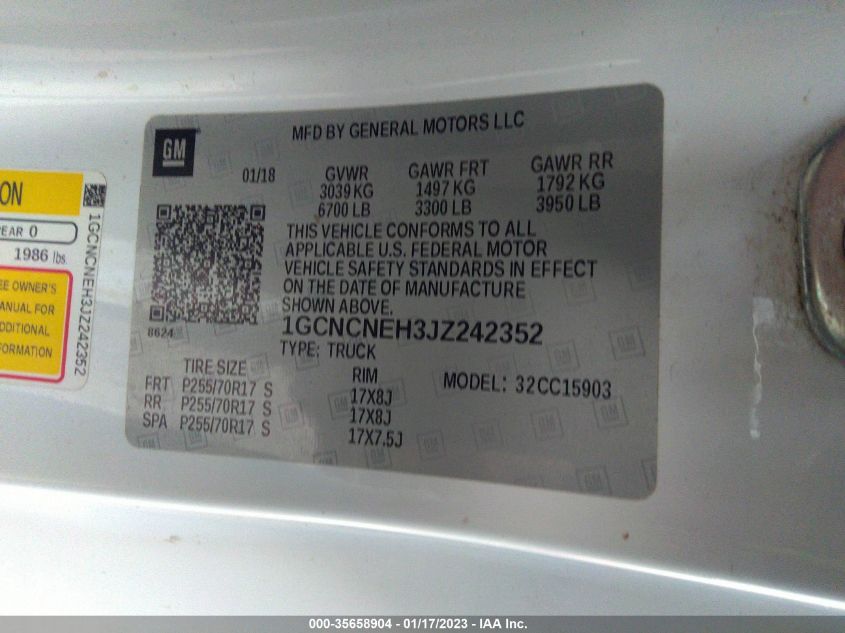 ON
EAR 0
1986 lbs.
EE OWNER'S
ANUAL FOR
DDITIONAL
FORMATION
1GCNCNEH3JZ242352
GM
MFD BY GENERAL MOTORS LLC
01/18 GVWR GAWR FRT GAWR RR
3039 KG 1497 KG 1792 KG
6700 LB 3300 LB 3950 LB
THIS VEHICLE CONFORMS TO ALL
APPLICABLE U.S. FEDERAL MOTOR
VEHICLE SAFETY STANDARDS IN EFFECT
ON THE DATE OF MANUFACTURE
SHOWN ABOVE.
8624
1GCNCNEH3JZ242352
TYPE: TRUCK
TIRE SIZE RIM MODEL: 32CC15903
FRT P255/70R17 S 17X8J
RR P255/70R17 S 17X8J
SPA P255/70R17 S 17X7.5J
000-35658904 - 01/17/2023 - IAA Inc.